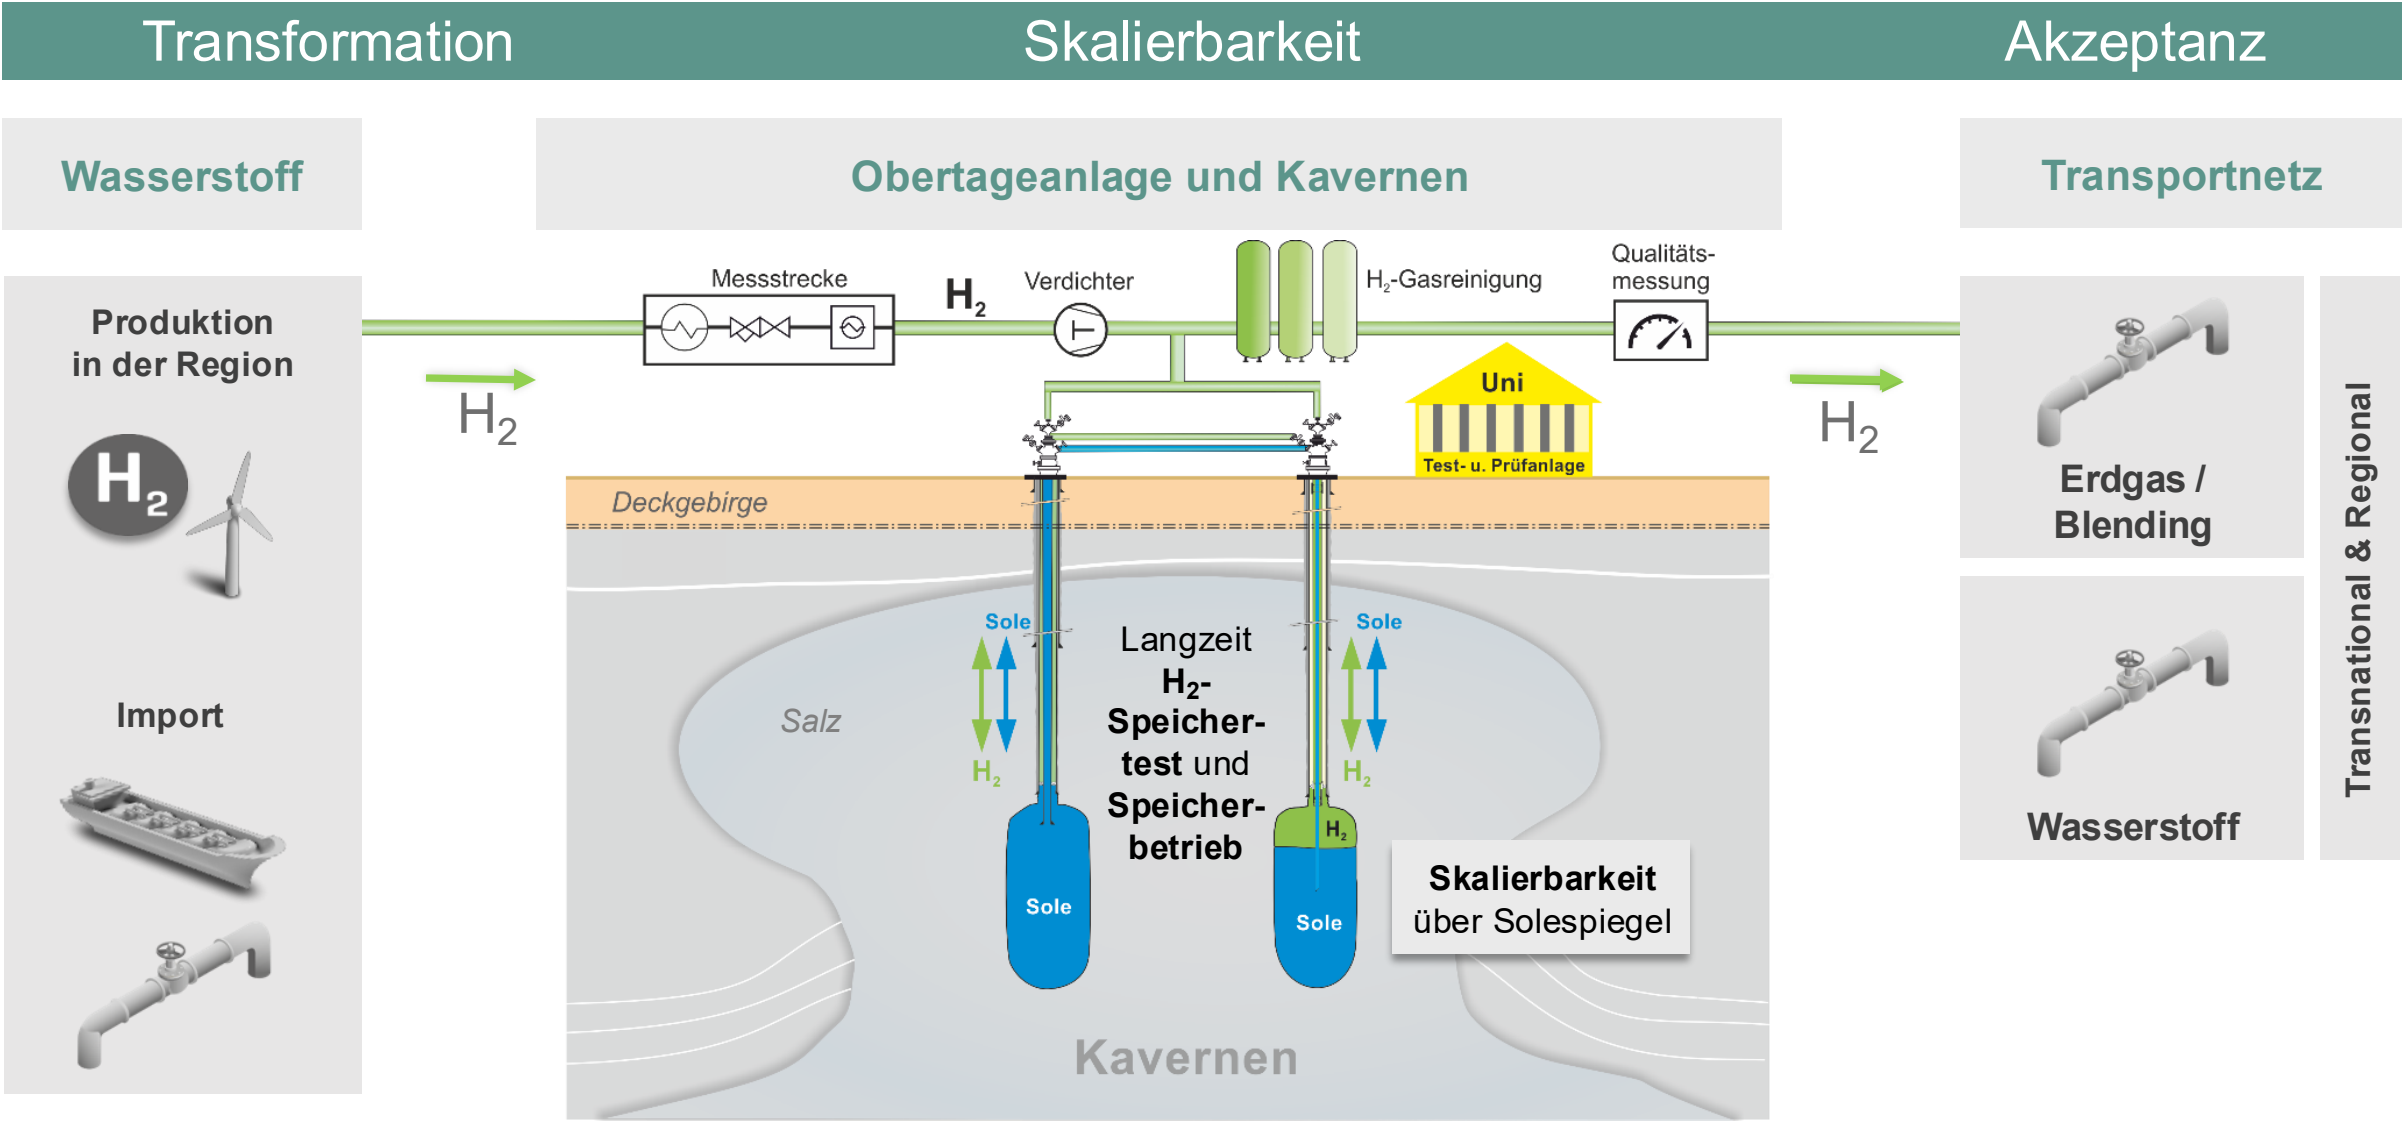 Transformation
Skalierbarkeit
Akzeptanz
Wasserstoff
Obertageanlage und Kavernen
Transportnetz
Produktion
in der Region
H2
H2
Import
Messstrecke
H2
Verdichter
H2-Gasreinigung
Qualitäts-
messung
Uni
Test- u. Prüfanlage
H2
Deckgebirge
Salz
Sole
H2
Langzeit
H2-
Speicher-
test und
Speicher-
betrieb
Sole
H2
Sole
H2
Sole
Skalierbarkeit
über Solespiegel
Kavernen
Erdgas /
Blending
Wasserstoff
Transnational & Regional